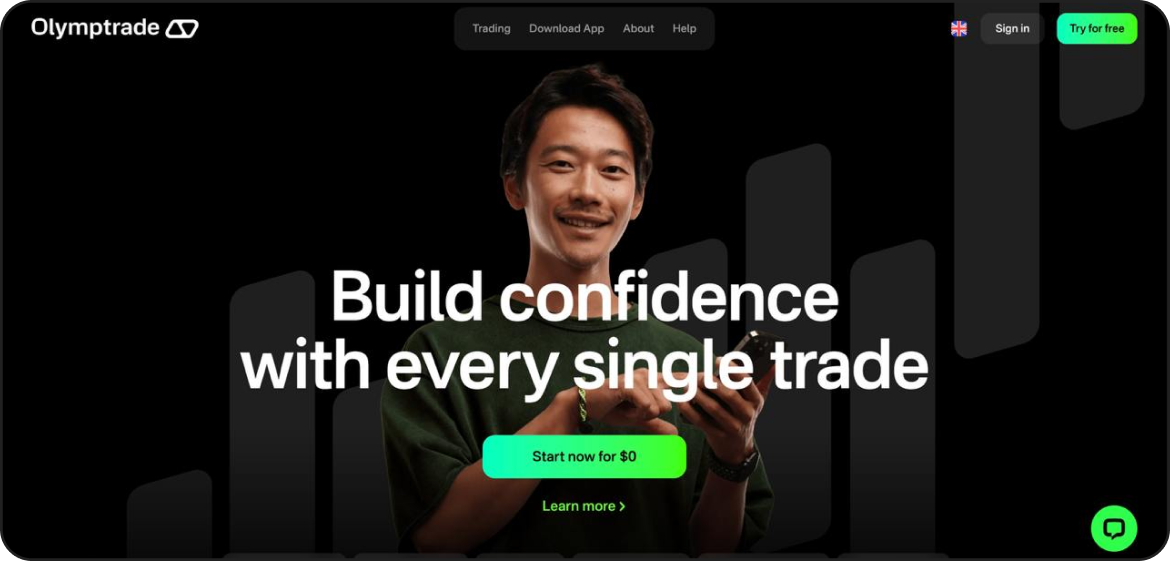 Olymptrade
Trading Download App About Help
Sign in
Try for free
Build confidence
with every single trade
Start now for $0
Learn more